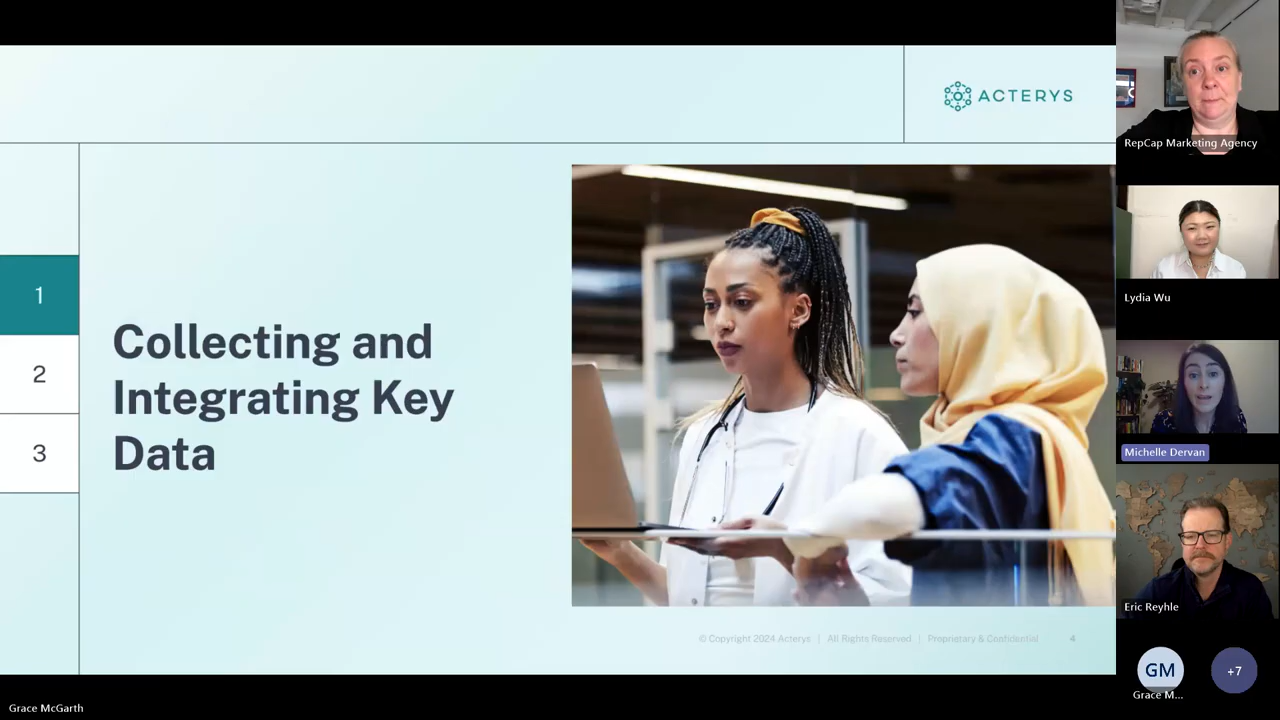 ACTERYS
1
2
3
Collecting and
Integrating Key
Data
© Copyright 2024 Acterys | All Rights Reserved | Proprietary & Confidential 4
RepCap Marketing Agency
Lydia Wu
Michelle Dervan
Eric Reyhle
GM
+7
Grace M...
Grace McGarth